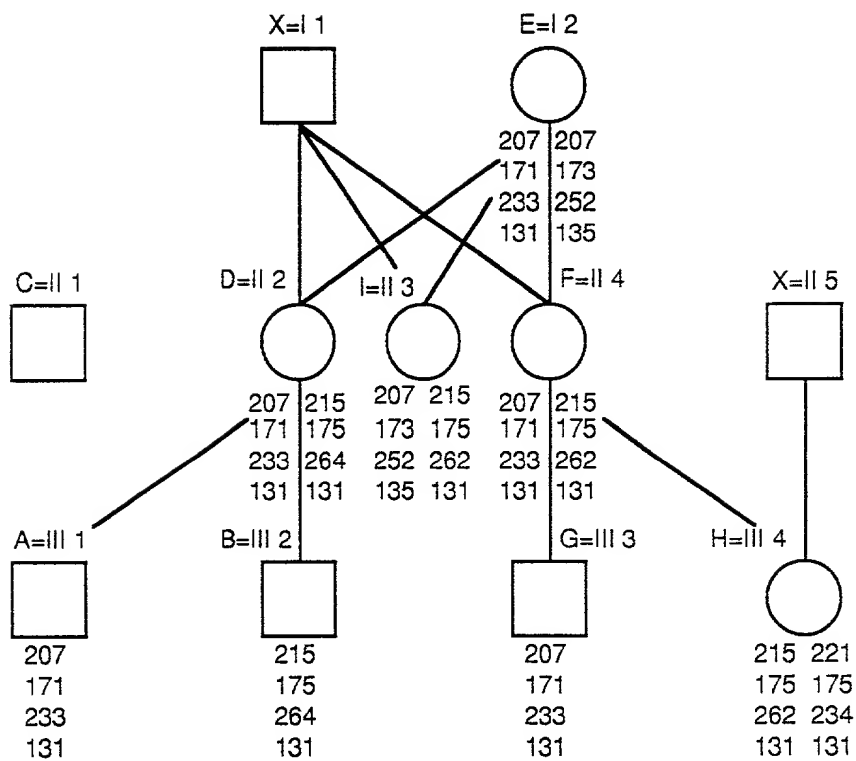 X=I 1 E=I 2
207 207
171 173
233 252
131 135
C=II 1 D=II 2 I=II 3 F=II 4 X=II 5
207 215 207 215 207 215
171 175 173 175 171 175
233 264 252 262 233 262
131 131 135 131 131 131
A=III 1 B=III 2 G=III 3 H=III 4
207 215 207 215 221
171 175 171 175 175
233 264 233 262 234
131 131 131 131 131